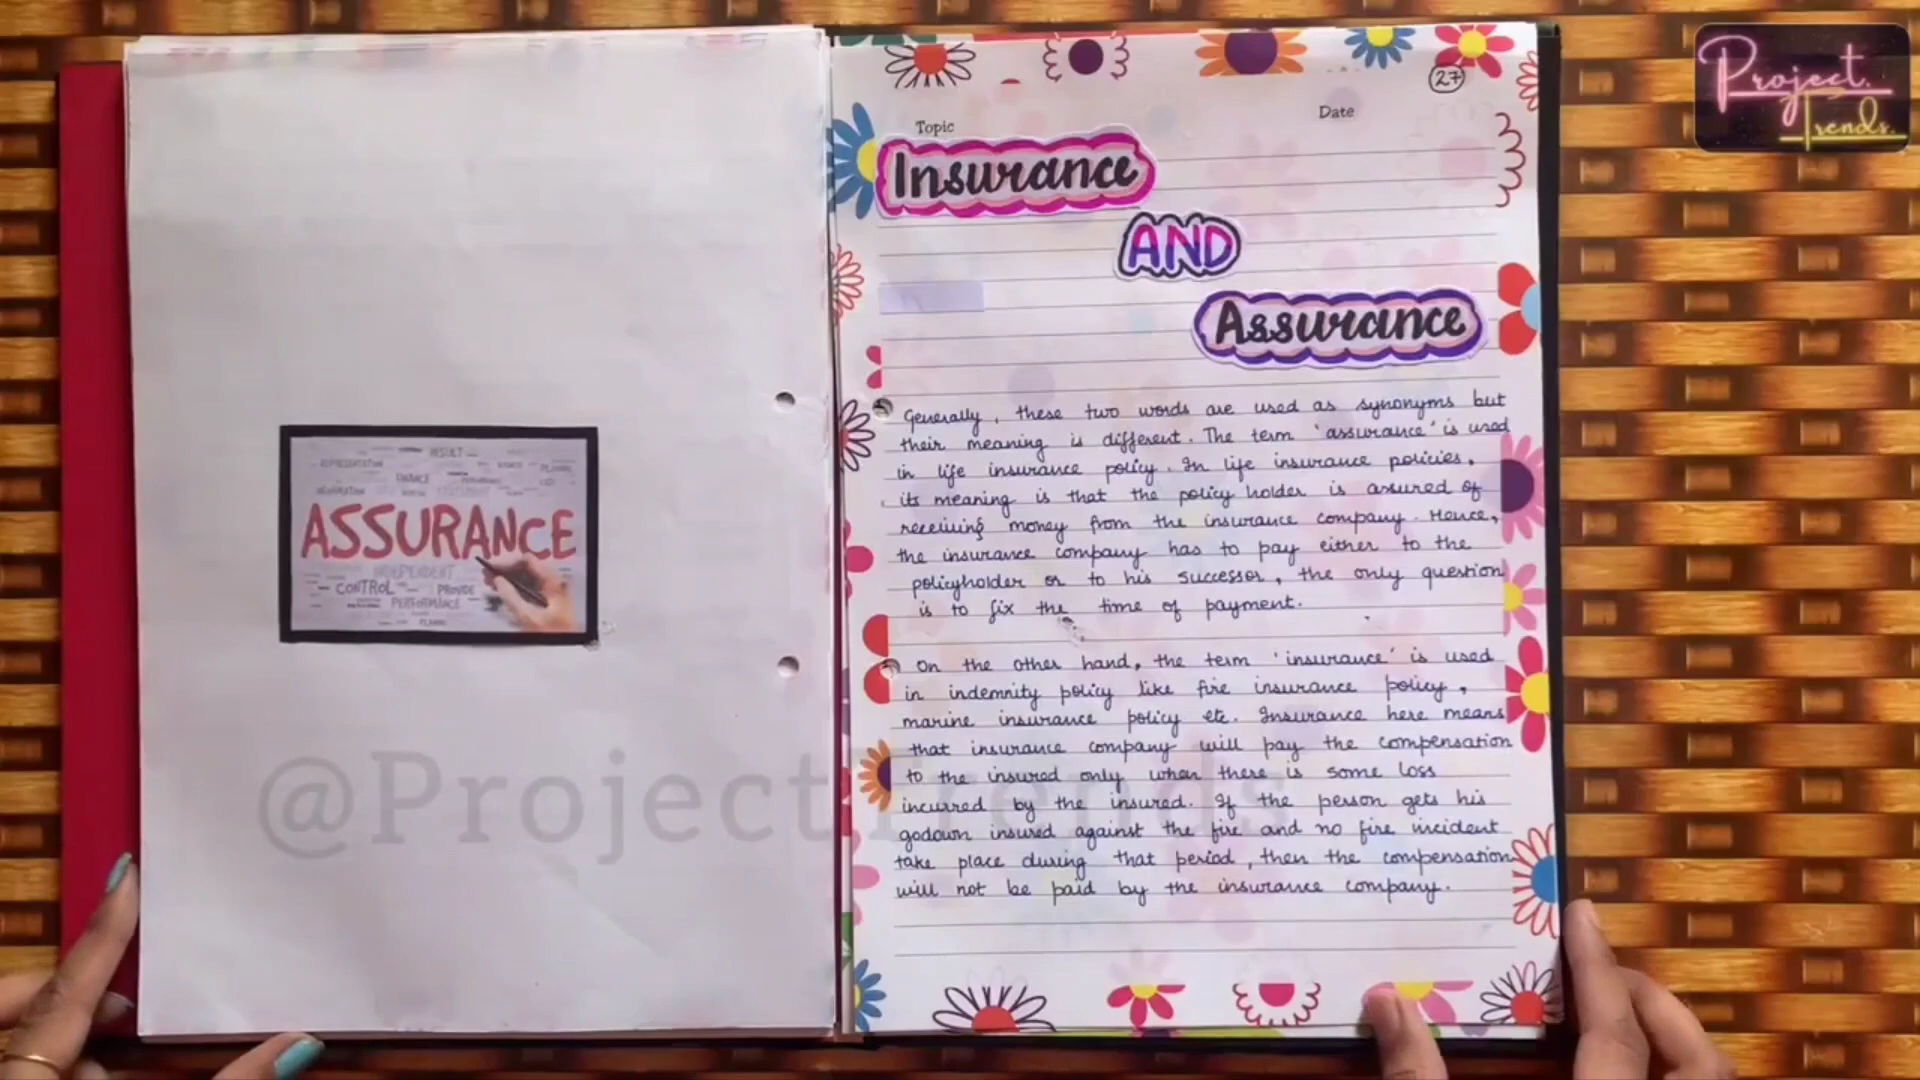 Project.
Trends.
27
Topic
Date
Insurance
AND
Assurance
Generally, these two words are used as synonyms but
their meaning is different. The term 'assurance' is used
in life insurance policy. In life insurance policies,
its meaning is that the policy holder is assured of
receiving money from the insurance company. Hence,
the insurance company has to pay either to the
policyholder or to his successor, the only question
is to fix the time of payment.
On the other hand, the term 'insurance' is used
in indemnity policy like fire insurance policy,
marine insurance policy etc. Insurance here means
that insurance company will pay the compensation
to the insured only when there is some loss
incurred by the insured. If the person gets his
godown insured against the fire and no fire incident
take place during that period, then the compensation
will not be paid by the insurance company.
RESULT
REPRESENTATION
FINANCE
ASSURANCE
INDEPENDENT
CONTROL
PROVIDE
PERFORMANCE
@ProjectTrends